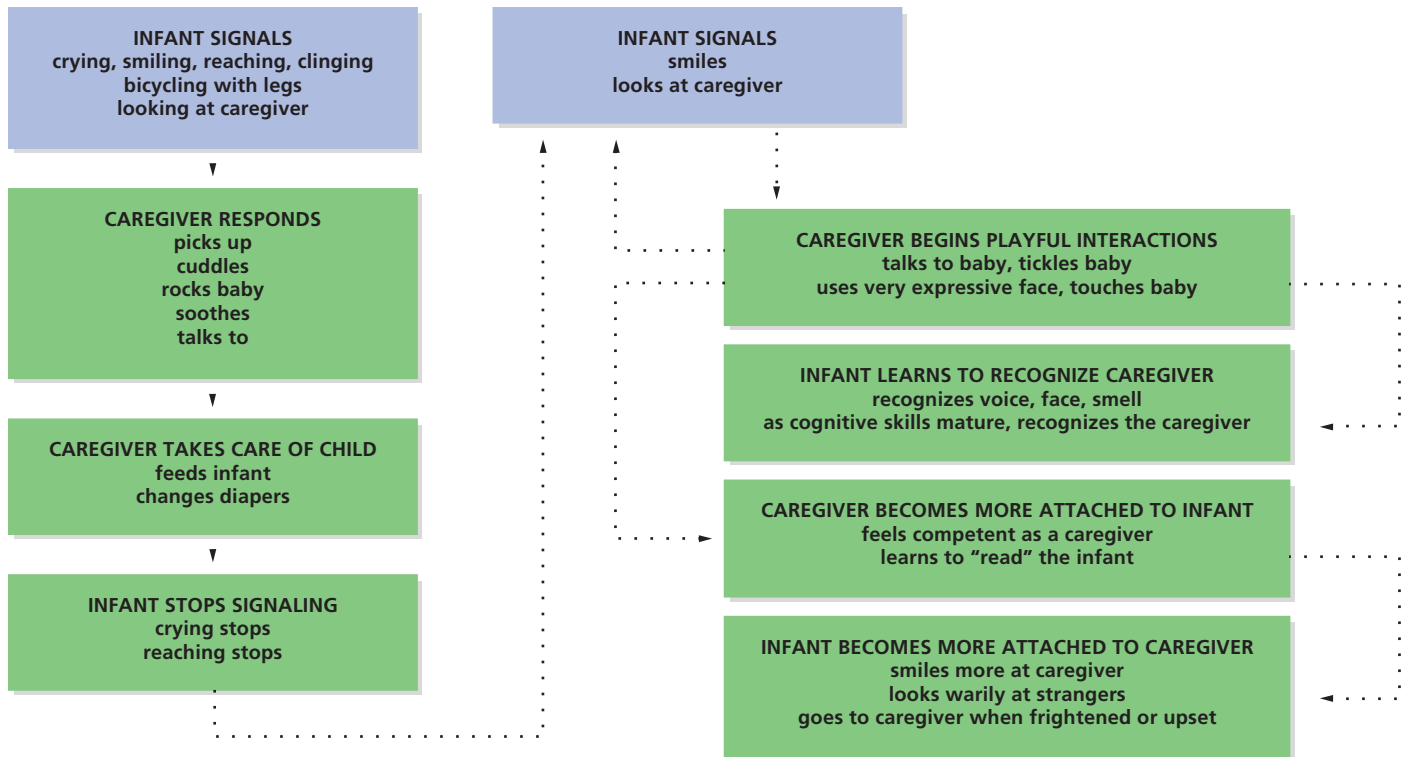 INFANT SIGNALS
crying, smiling, reaching, clinging
bicycling with legs
looking at caregiver
CAREGIVER RESPONDS
picks up
cuddles
rocks baby
soothes
talks to
CAREGIVER TAKES CARE OF CHILD
feeds infant
changes diapers
INFANT STOPS SIGNALING
crying stops
reaching stops
INFANT SIGNALS
smiles
looks at caregiver
CAREGIVER BEGINS PLAYFUL INTERACTIONS
talks to baby, tickles baby
uses very expressive face, touches baby
INFANT LEARNS TO RECOGNIZE CAREGIVER
recognizes voice, face, smell
as cognitive skills mature, recognizes the caregiver
CAREGIVER BECOMES MORE ATTACHED TO INFANT
feels competent as a caregiver
learns to “read” the infant
INFANT BECOMES MORE ATTACHED TO CAREGIVER
smiles more at caregiver
looks warily at strangers
goes to caregiver when frightened or upset